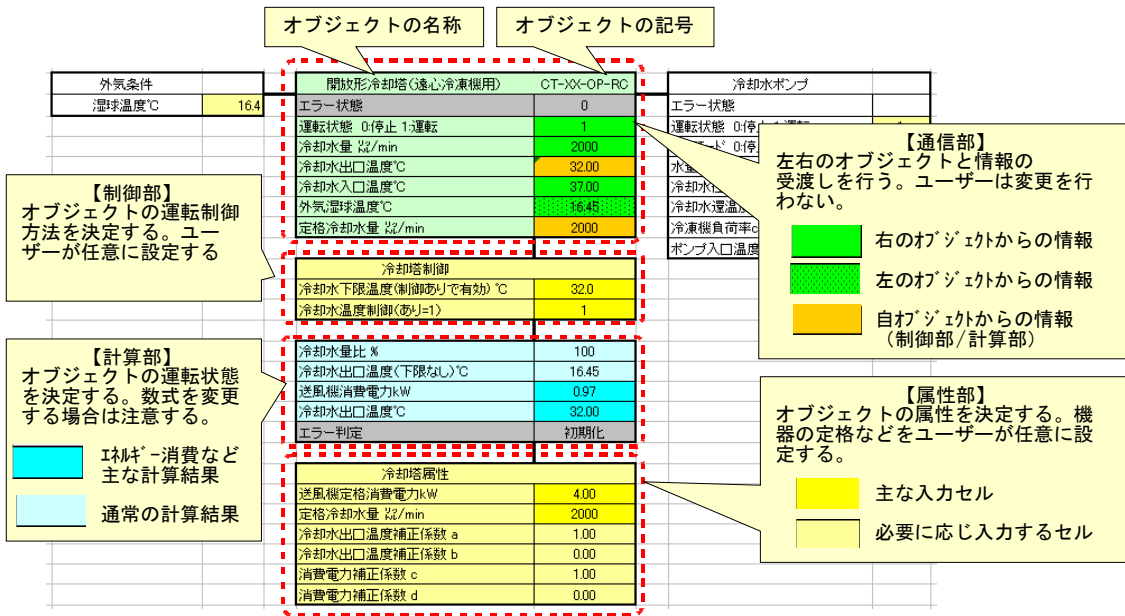 オブジェクトの名称
オブジェクトの記号
外気条件
湿球温度℃ 16.4
開放形冷却塔(遠心冷凍機用) CT-XX-OP-RC
エラー状態 0
運転状態 0:停止 1:運転 1
冷却水量 ㍑/min 2000
冷却水出口温度℃ 32.00
冷却水入口温度℃ 37.00
外気湿球温度℃ 16.45
定格冷却水量 ㍑/min 2000
冷却水ポンプ
エラー状態
運転状態 0:停止 1:運転
水量
冷却水往
冷却水還温度
冷凍機負荷率c
ポンプ入口温度
【通信部】
左右のオブジェクトと情報の
受渡しを行う。ユーザーは変更を行
わない。
右のオブジェクトからの情報
左のオブジェクトからの情報
自オブジェクトからの情報
(制御部/計算部)
【制御部】
オブジェクトの運転制御
方法を決定する。ユー
ザーが任意に設定する
冷却塔制御
冷却水下限温度(制御ありで有効) ℃ 32.0
冷却水温度制御(あり=1) 1
【計算部】
オブジェクトの運転状態
を決定する。数式を変更
する場合は注意する。
エネルギー消費など
主な計算結果
通常の計算結果
冷却水量比 % 100
冷却水出口温度(下限なし)℃ 16.45
送風機消費電力kW 0.97
冷却水出口温度℃ 32.00
エラー判定 初期化
【属性部】
オブジェクトの属性を決定する。機
器の定格などをユーザーが任意に設
定する。
主な入力セル
必要に応じ入力するセル
冷却塔属性
送風機定格消費電力kW 4.00
定格冷却水量 ㍑/min 2000
冷却水出口温度補正係数 a 1.00
冷却水出口温度補正係数 b 0.00
消費電力補正係数 c 1.00
消費電力補正係数 d 0.00